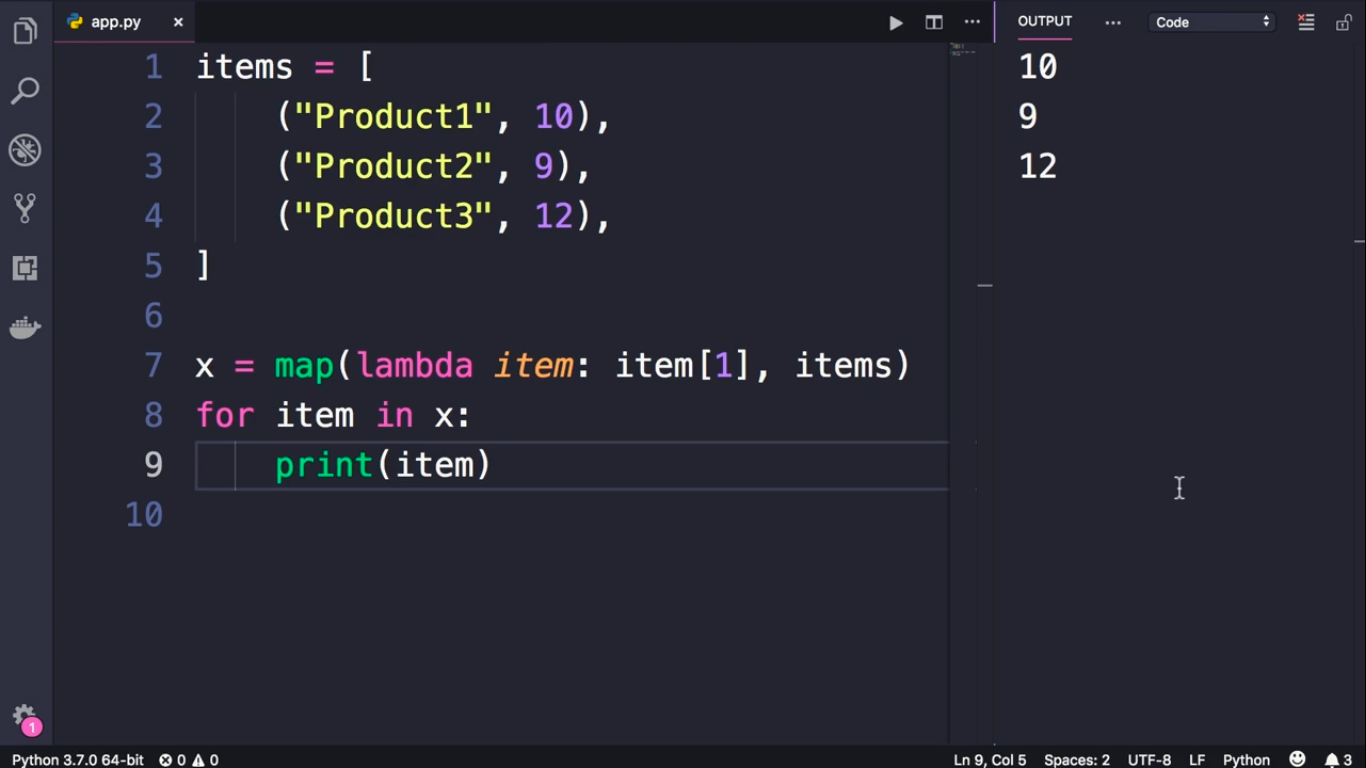 app.py
OUTPUT
Code
1 items = [
2 ("Product1", 10),
3 ("Product2", 9),
4 ("Product3", 12),
5 ]
6
7 x = map(lambda item: item[1], items)
8 for item in x:
9 print(item)
10
10
9
12
1
Python 3.7.0 64-bit 0 0
Ln 9, Col 5 Spaces: 2 UTF-8 LF Python 3